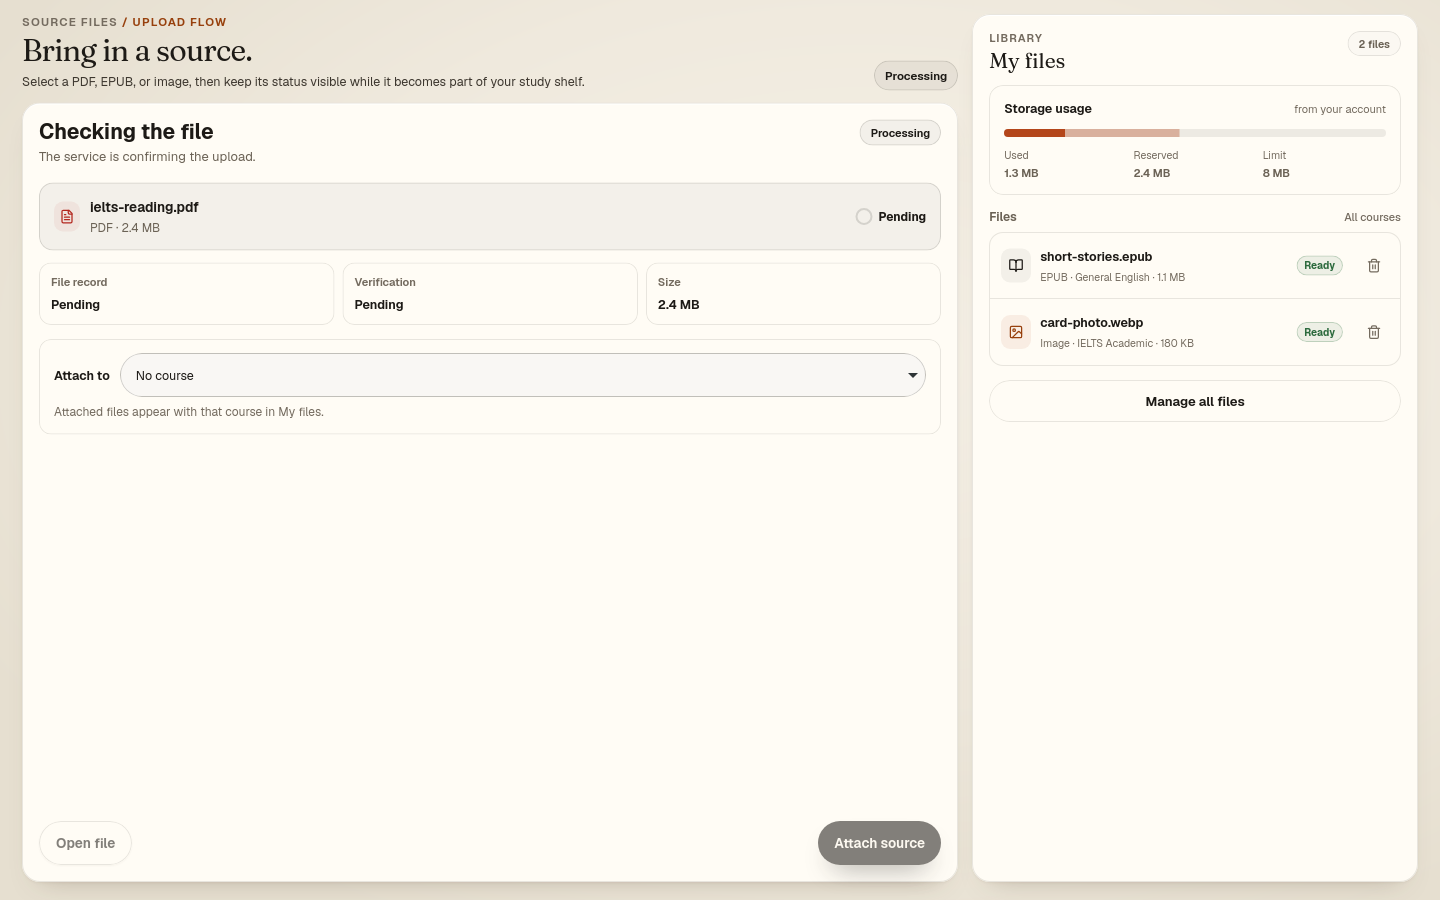 SOURCE FILES / UPLOAD FLOW
Bring in a source.
Select a PDF, EPUB, or image, then keep its status visible while it becomes part of your study shelf.
Processing
Checking the file
Processing
The service is confirming the upload.
ielts-reading.pdf
PDF · 2.4 MB
Pending
File record
Pending
Verification
Pending
Size
2.4 MB
Attach to
No course
Attached files appear with that course in My files.
Open file
Attach source
LIBRARY
My files
2 files
Storage usage
from your account
Used
1.3 MB
Reserved
2.4 MB
Limit
8 MB
Files
All courses
short-stories.epub
EPUB · General English · 1.1 MB
Ready
card-photo.webp
Image · IELTS Academic · 180 KB
Ready
Manage all files